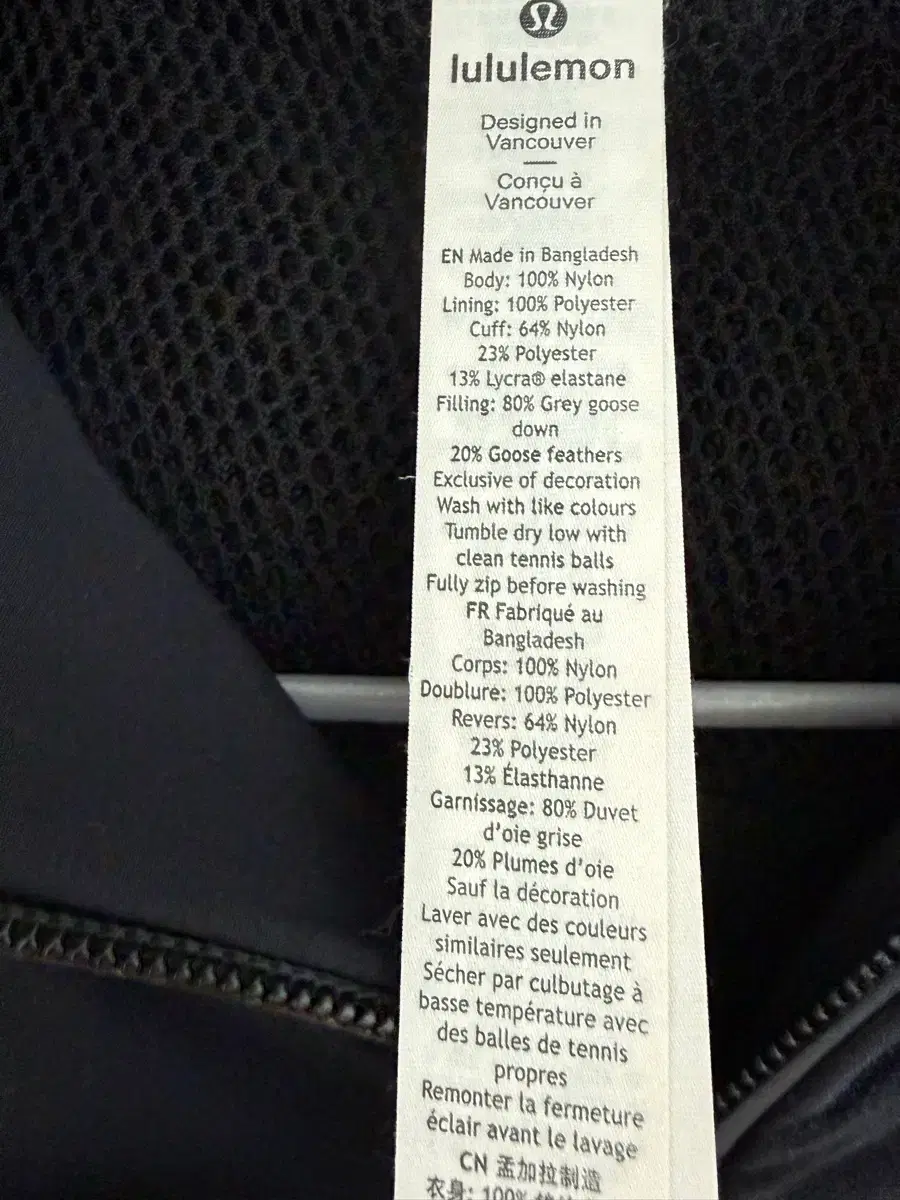 lululemon
Designed in
Vancouver
Conçu à
Vancouver
EN Made in Bangladesh
Body: 100% Nylon
Lining: 100% Polyester
Cuff: 64% Nylon
23% Polyester
13% Lycra® elastane
Filling: 80% Grey goose
down
20% Goose feathers
Exclusive of decoration
Wash with like colours
Tumble dry low with
clean tennis balls
Fully zip before washing
FR Fabriqué au
Bangladesh
Corps: 100% Nylon
Doublure: 100% Polyester
Revers: 64% Nylon
23% Polyester
13% Élasthanne
Garnissage: 80% Duvet
d'oie grise
20% Plumes d'oie
Sauf la décoration
Laver avec des couleurs
similaires seulement
Sécher par culbutage à
basse température avec
des balles de tennis
propres
Remonter la fermeture
éclair avant le lavage
CN 孟加拉制造
衣身: 100%